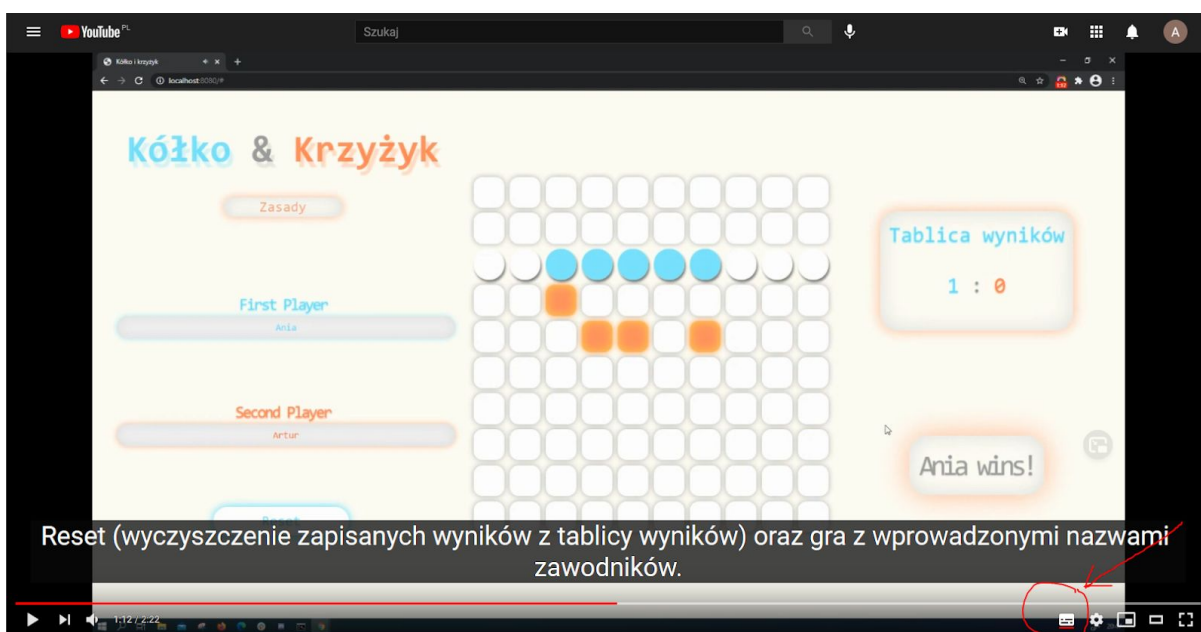 YouTube PL
Szukaj
A
Kółko i krzyżyk
localhost:8080/#
Kółko & Krzyżyk
Zasady
Tablica wyników
1 : 0
First Player
Ania
Second Player
Artur
Ania wins!
Reset
Reset (wyczyszczenie zapisanych wyników z tablicy wyników) oraz gra z wprowadzonymi nazwami
zawodników.
1:12 / 2:22